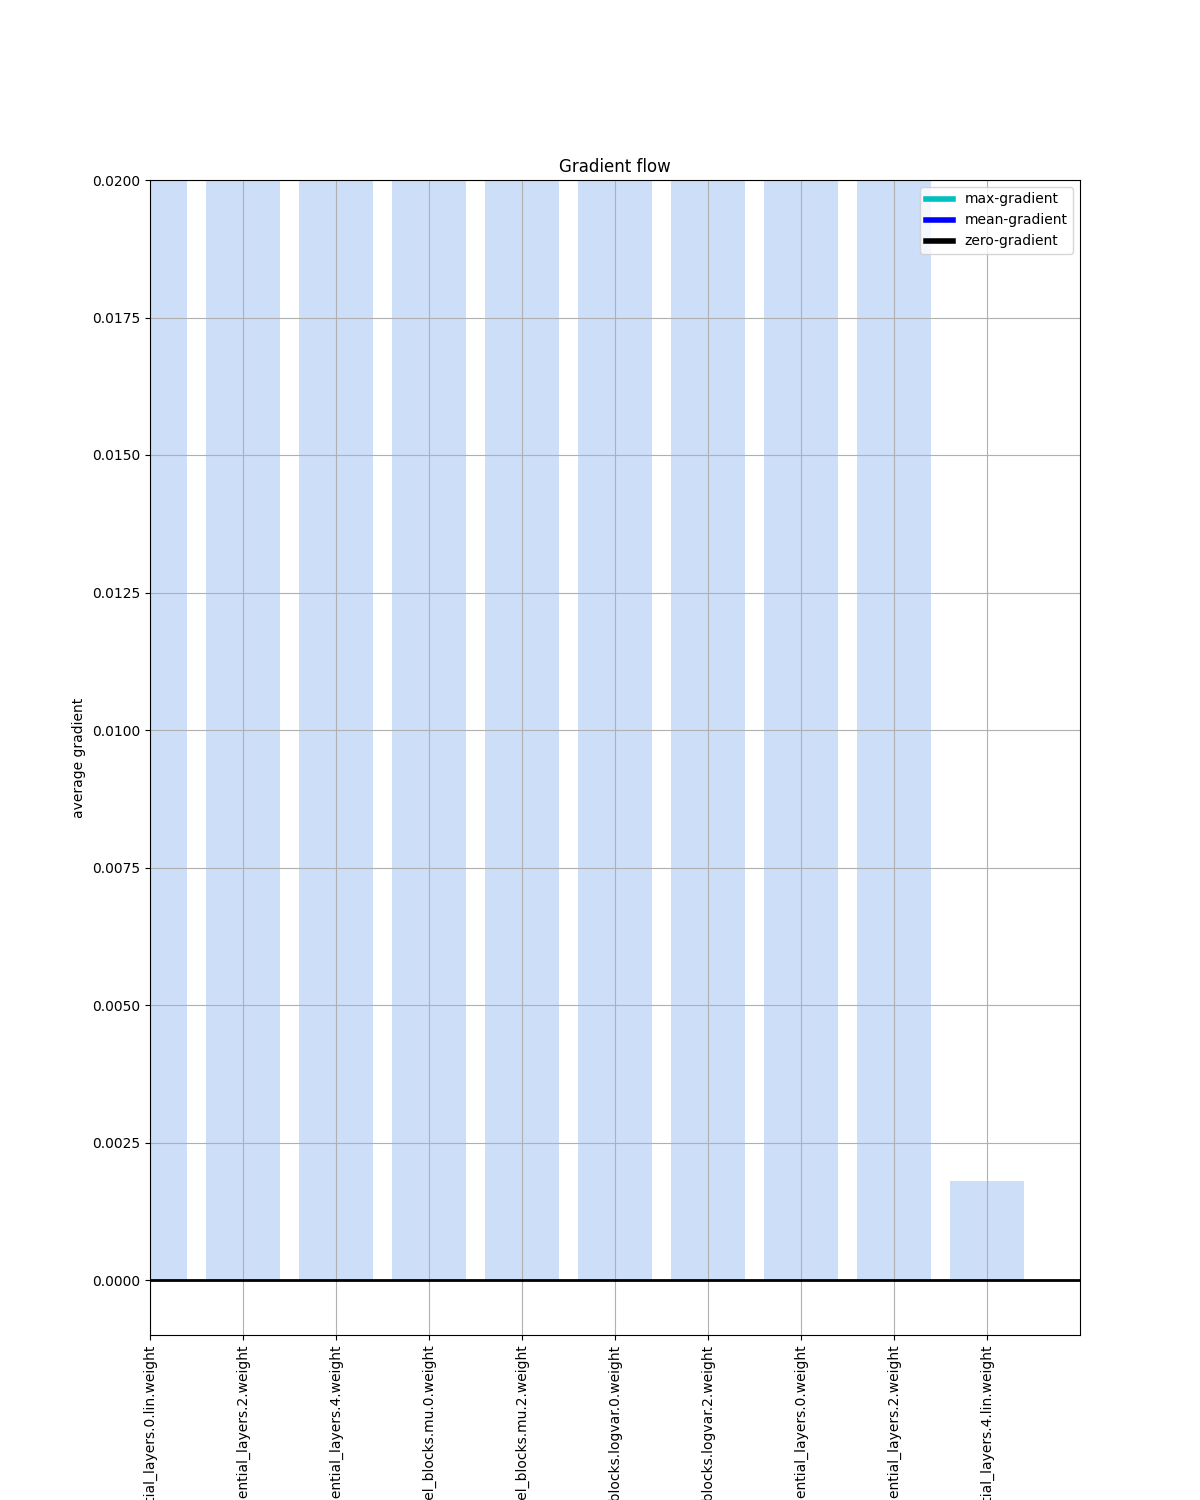 Gradient flow
0.0200
0.0175
0.0150
0.0125
0.0100
0.0075
0.0050
0.0025
0.0000
average gradient
max-gradient
mean-gradient
zero-gradient
tial_layers.0.lin.weight
ential_layers.2.weight
ential_layers.4.weight
el_blocks.mu.0.weight
el_blocks.mu.2.weight
blocks.logvar.0.weight
blocks.logvar.2.weight
ential_layers.0.weight
ential_layers.2.weight
tial_layers.4.lin.weight